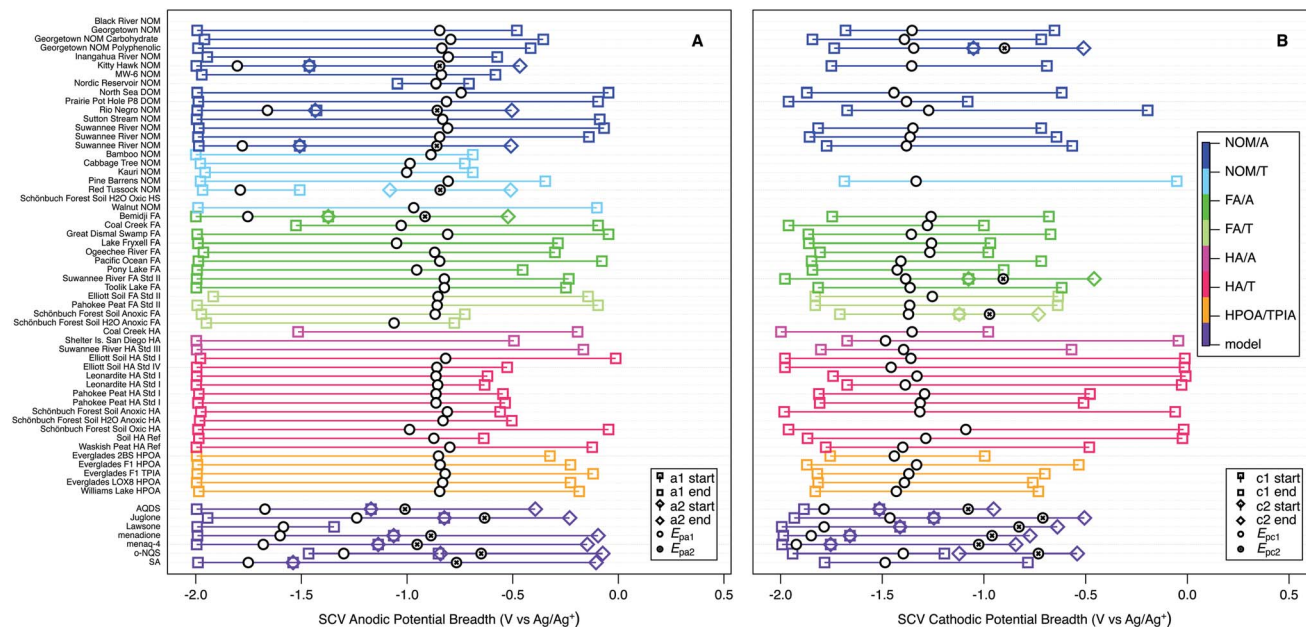 Black River NOM
Georgetown NOM
Georgetown NOM Carbohydrate
Georgetown NOM Polyphenolic
Inangahua River NOM
Kitty Hawk NOM
MW-6 NOM
Nordic Reservoir NOM
North Sea DOM
Prairie Pot Hole P8 DOM
Rio Negro NOM
Sutton Stream NOM
Suwannee River NOM
Suwannee River NOM
Suwannee River NOM
Bamboo NOM
Cabbage Tree NOM
Kauri NOM
Pine Barrens NOM
Red Tussock NOM
Schönbuch Forest Soil H2O Oxic HS
Walnut NOM
Bemidji FA
Coal Creek FA
Great Dismal Swamp FA
Lake Fryxell FA
Ogeechee River FA
Pacific Ocean FA
Pony Lake FA
Suwannee River FA Std II
Toolik Lake FA
Elliott Soil FA Std II
Pahokee Peat FA Std II
Schönbuch Forest Soil Anoxic FA
Schönbuch Forest Soil H2O Anoxic FA
Coal Creek HA
Shelter Is. San Diego HA
Suwannee River HA Std III
Elliott Soil HA Std I
Elliott Soil HA Std IV
Leonardite HA Std I
Leonardite HA Std I
Pahokee Peat HA Std I
Pahokee Peat HA Std I
Schönbuch Forest Soil Anoxic HA
Schönbuch Forest Soil H2O Anoxic HA
Schönbuch Forest Soil Oxic HA
Soil HA Ref
Waskish Peat HA Ref
Everglades 2BS HPOA
Everglades F1 HPOA
Everglades F1 TPIA
Everglades LOX8 HPOA
Williams Lake HPOA
AQDS
Juglone
Lawsone
menadione
menaq-4
o-NQS
SA
A
a1 start
a1 end
a2 start
a2 end
Epa1
Epa2
-2.0 -1.5 -1.0 -0.5 0.0
SCV Anodic Potential Breadth (V vs Ag/Ag+)
B
NOM/A
NOM/T
FA/A
FA/T
HA/A
HA/T
HPOA/TPIA
model
c1 start
c1 end
c2 start
c2 end
Epc1
Epc2
-2.0 -1.5 -1.0 -0.5 0.0
SCV Cathodic Potential Breadth (V vs Ag/Ag+)